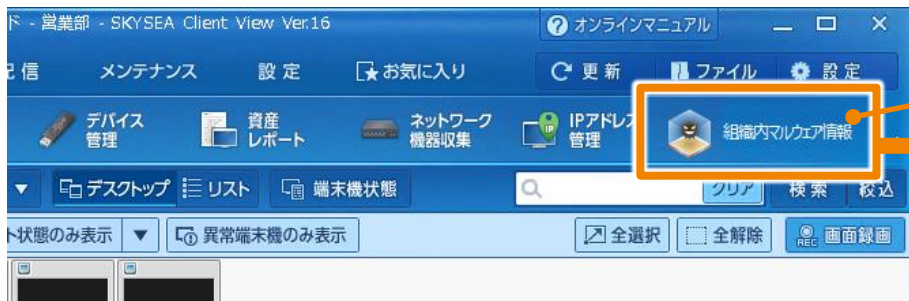 ド - 営業部 - SKYSEA Client View Ver.16 オンラインマニュアル
信 メンテナンス 設定 お気に入り 更新 ファイル 設定
デバイス管理 資産レポート ネットワーク機器収集 IPアドレス管理 組織内マルウェア情報
デスクトップ リスト 端末機状態 クリア 検索 絞込
ト状態のみ表示 異常端末機のみ表示 全選択 全解除 REC 画面録画